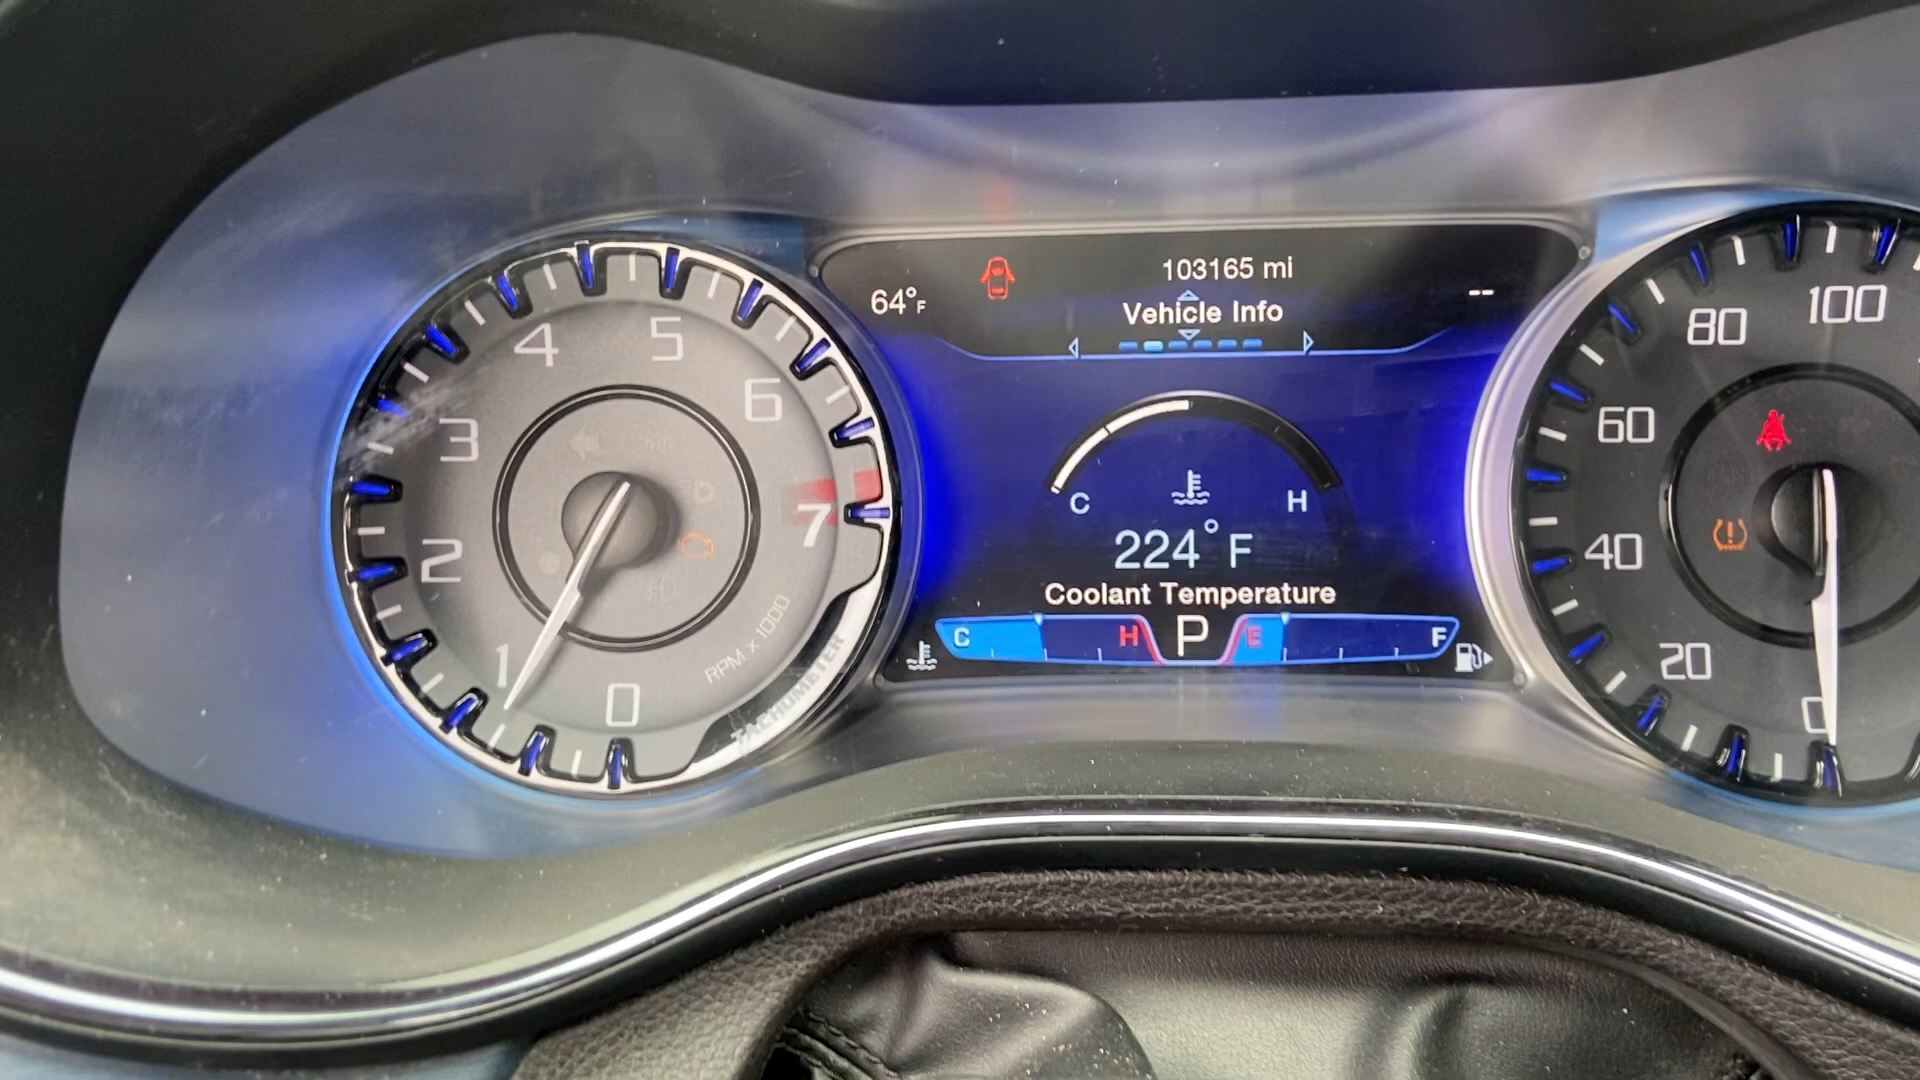 103165 mi
64°F
Vehicle Info
--
C
H
224°F
Coolant Temperature
C
H
P
E
F
0
1
2
3
4
5
6
7
RPM x 1000
TACHOMETER
0
20
40
60
80
100